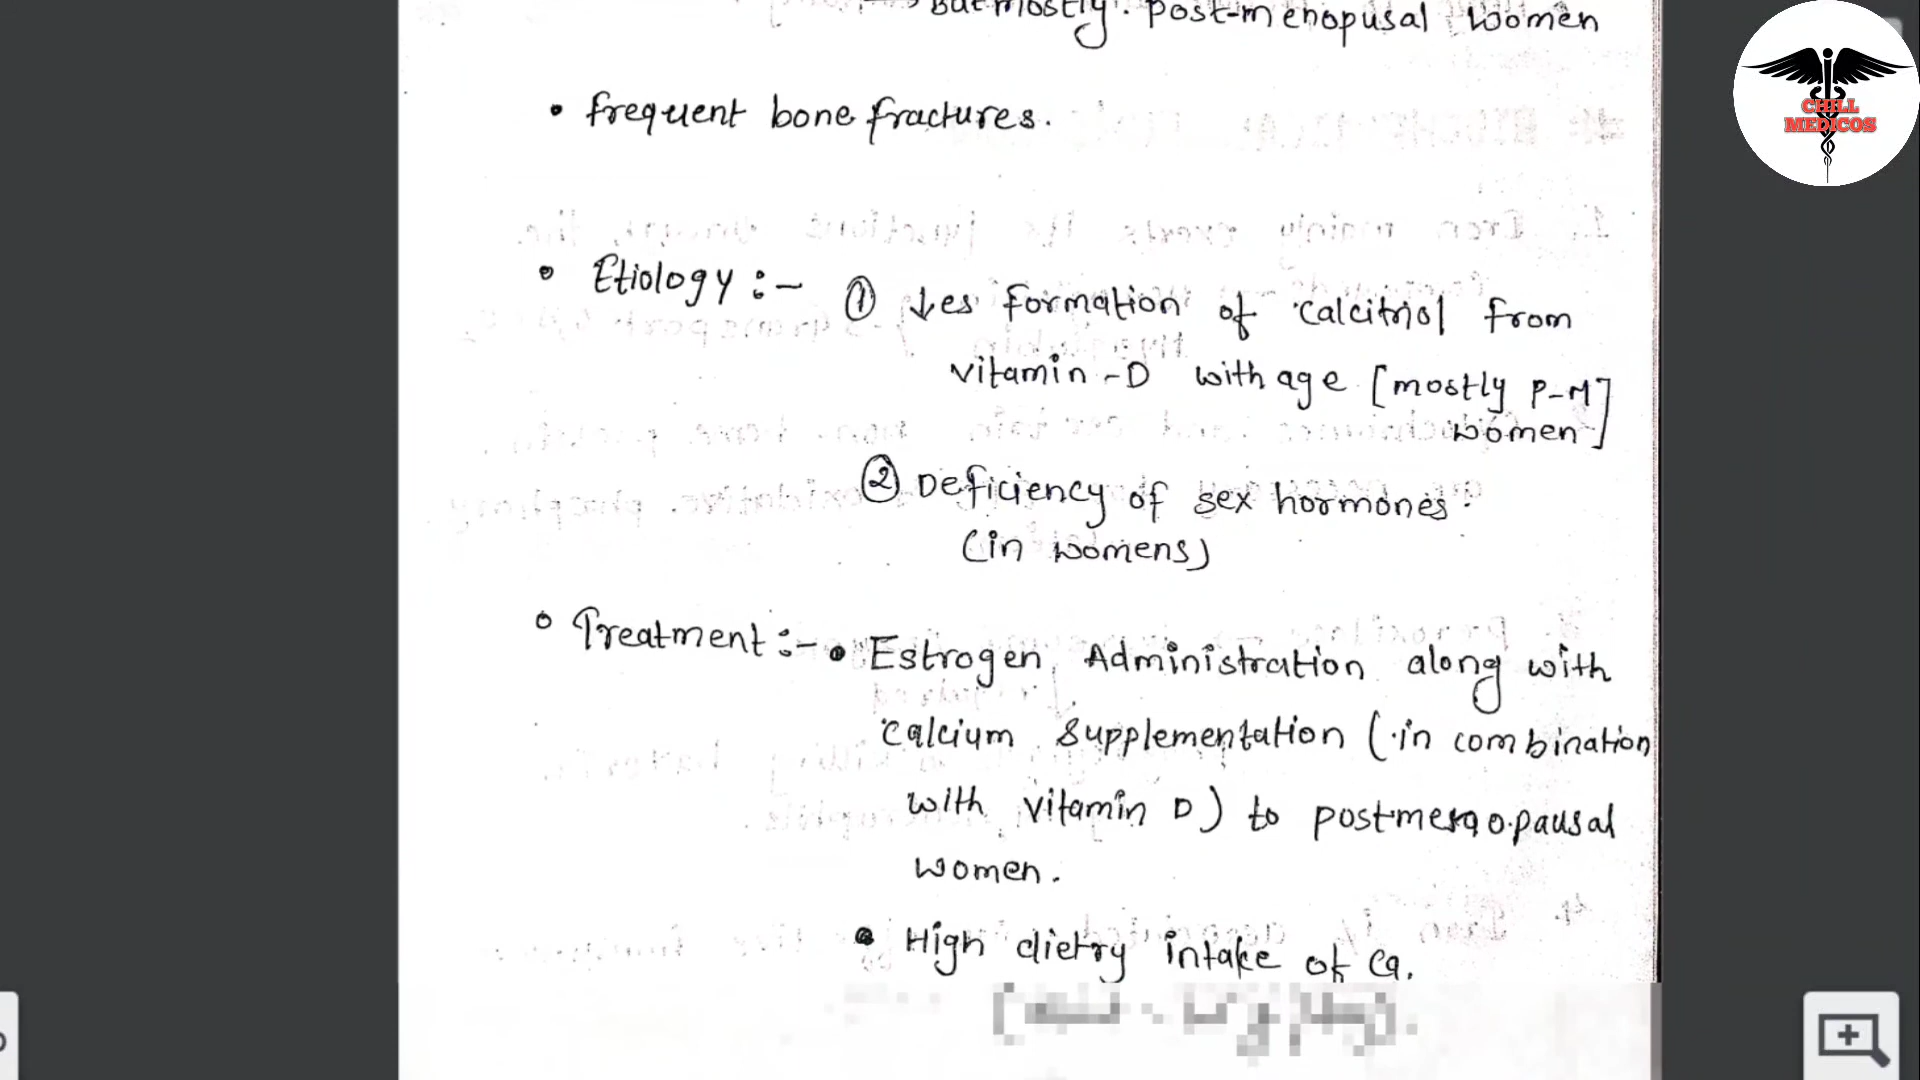 But mostly. post-menopusal women
• frequent bone fractures.
• Etiology :- ① ↓es formation of calcitriol from
vitamin-D with age [mostly P-M]
women]
② Deficiency of sex hormones.
(in womens)
• Treatment :- • Estrogen Administration along with
calcium supplementation (in combination
with vitamin D) to postmenopausal
women.
• High dietry intake of Ca.
CHILL
MEDICOS